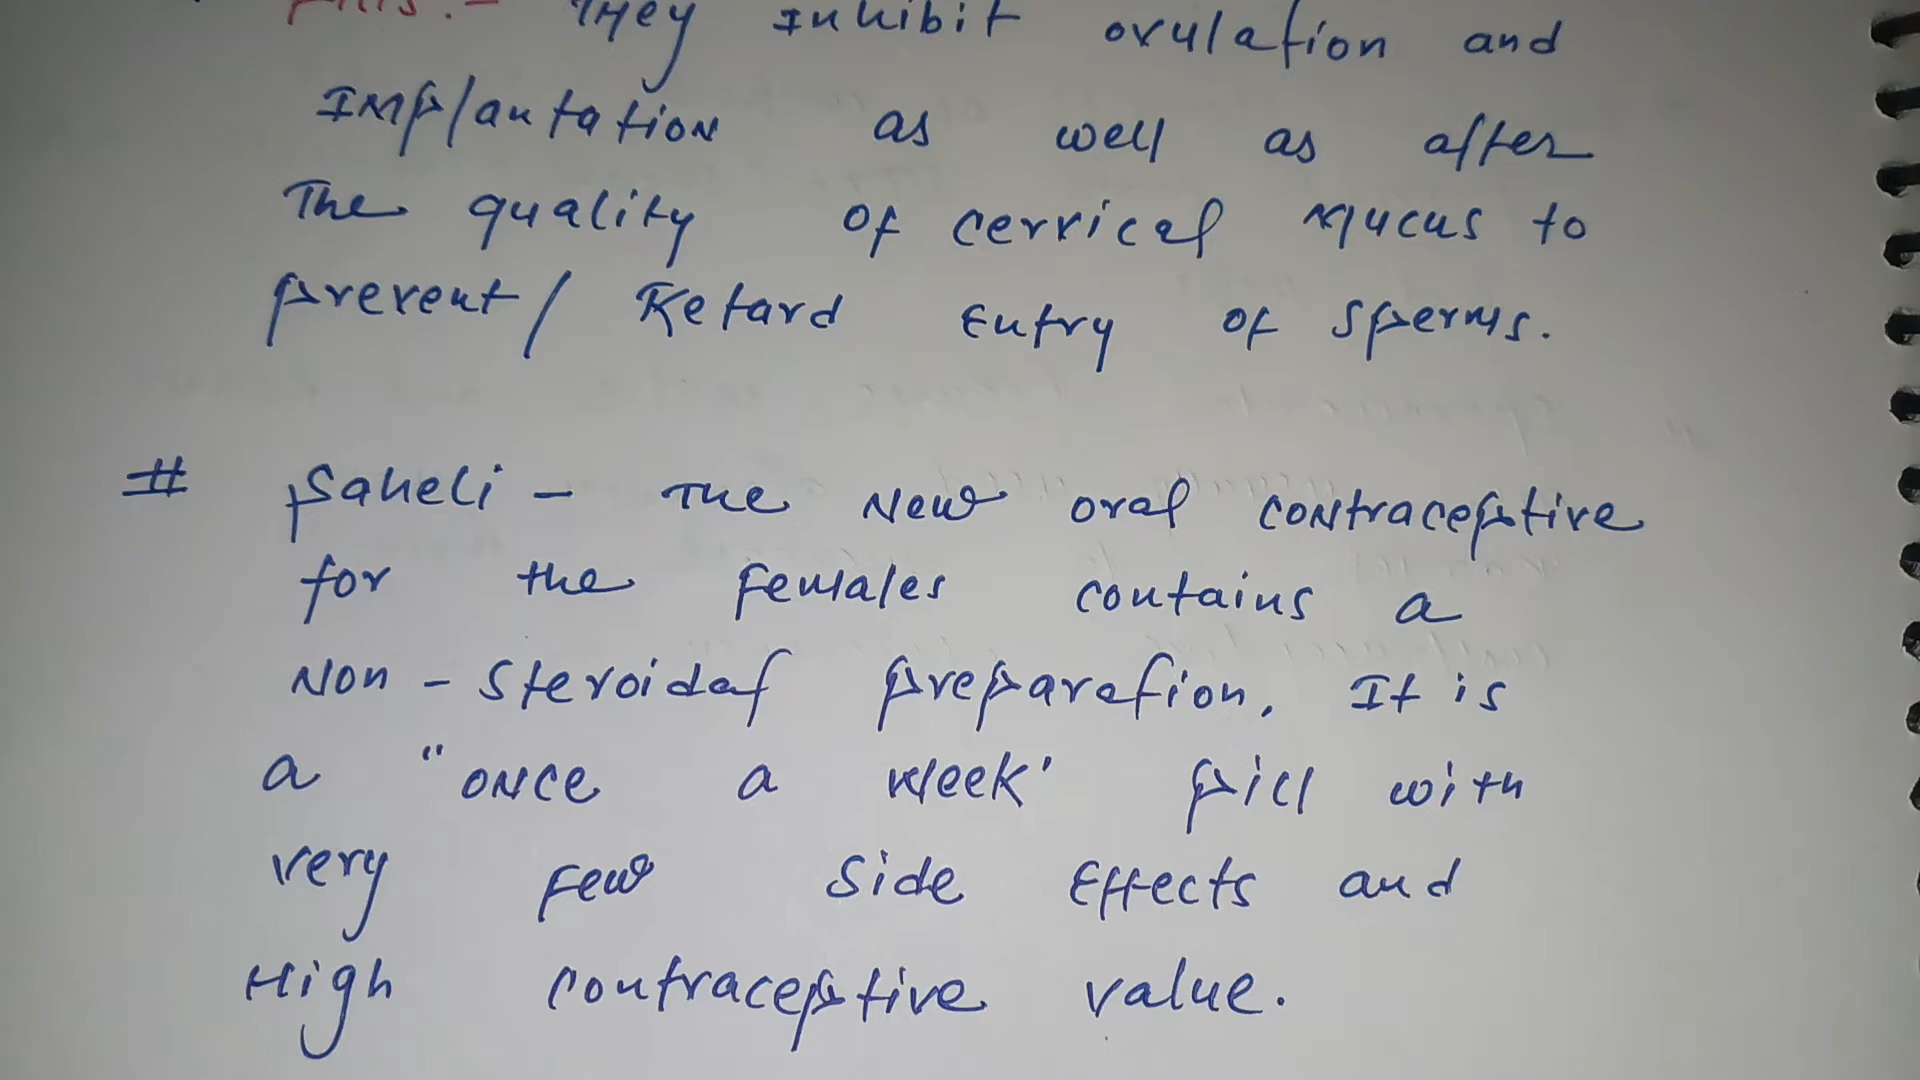 Pills :- They Inhibit ovulation and
Implantation as well as after
The quality of cervical mucus to
prevent / Retard Entry of sperms.
# Saheli - The New oral contraceptive
for the Females contains a
Non - Steroidal preparation. It is
a "once a week' pill with
very Few Side Effects and
High contraceptive value.